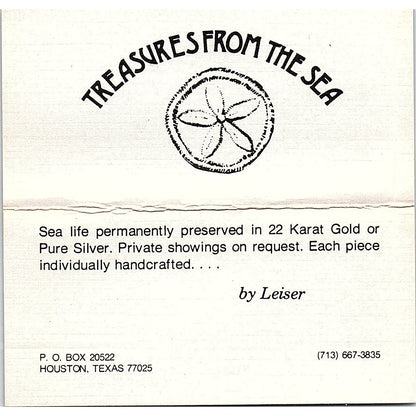 TREASURES FROM THE SEA
Sea life permanently preserved in 22 Karat Gold or
Pure Silver. Private showings on request. Each piece
individually handcrafted. . . .
by Leiser
P. O. BOX 20522
(713) 667-3835
HOUSTON, TEXAS 77025